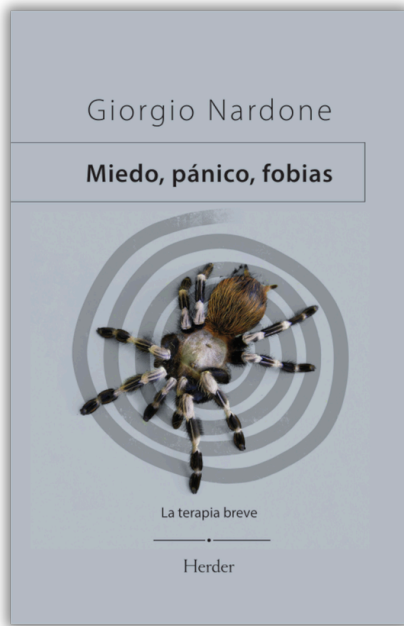 Giorgio Nardone
Miedo, pánico, fobias
La terapia breve
Herder